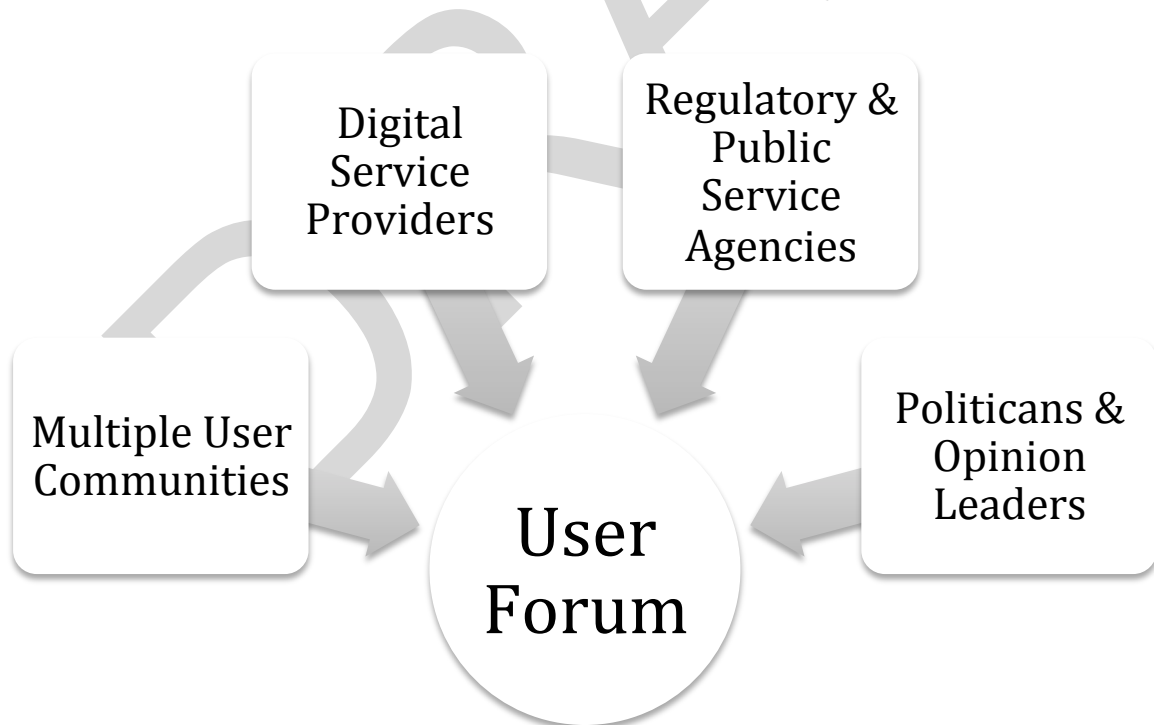 Digital
Service
Providers
Regulatory &
Public
Service
Agencies
Multiple User
Communities
Politicans &
Opinion
Leaders
User
Forum